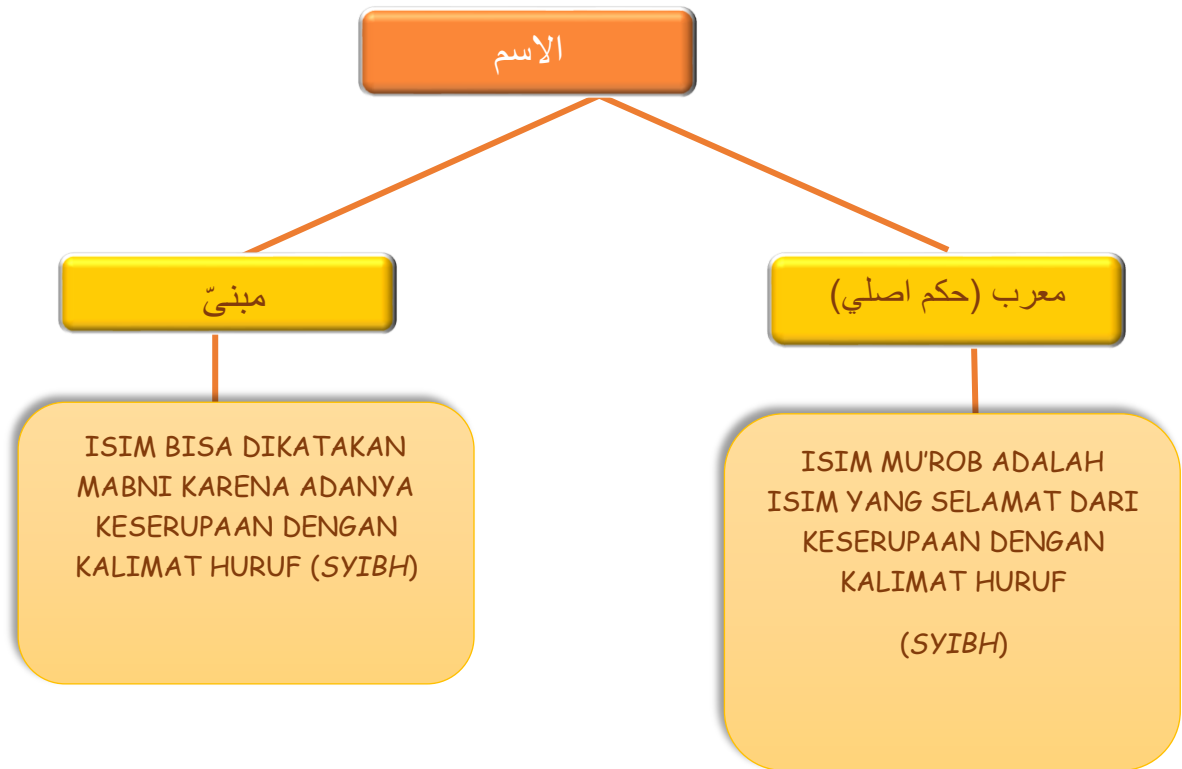 الاسم
معرب (حكم اصلي)
مبنىّ
ISIM BISA DIKATAKAN
MABNI KARENA ADANYA
KESERUPAAN DENGAN
KALIMAT HURUF (SYIBH)
ISIM MU'ROB ADALAH
ISIM YANG SELAMAT DARI
KESERUPAAN DENGAN
KALIMAT HURUF
(SYIBH)